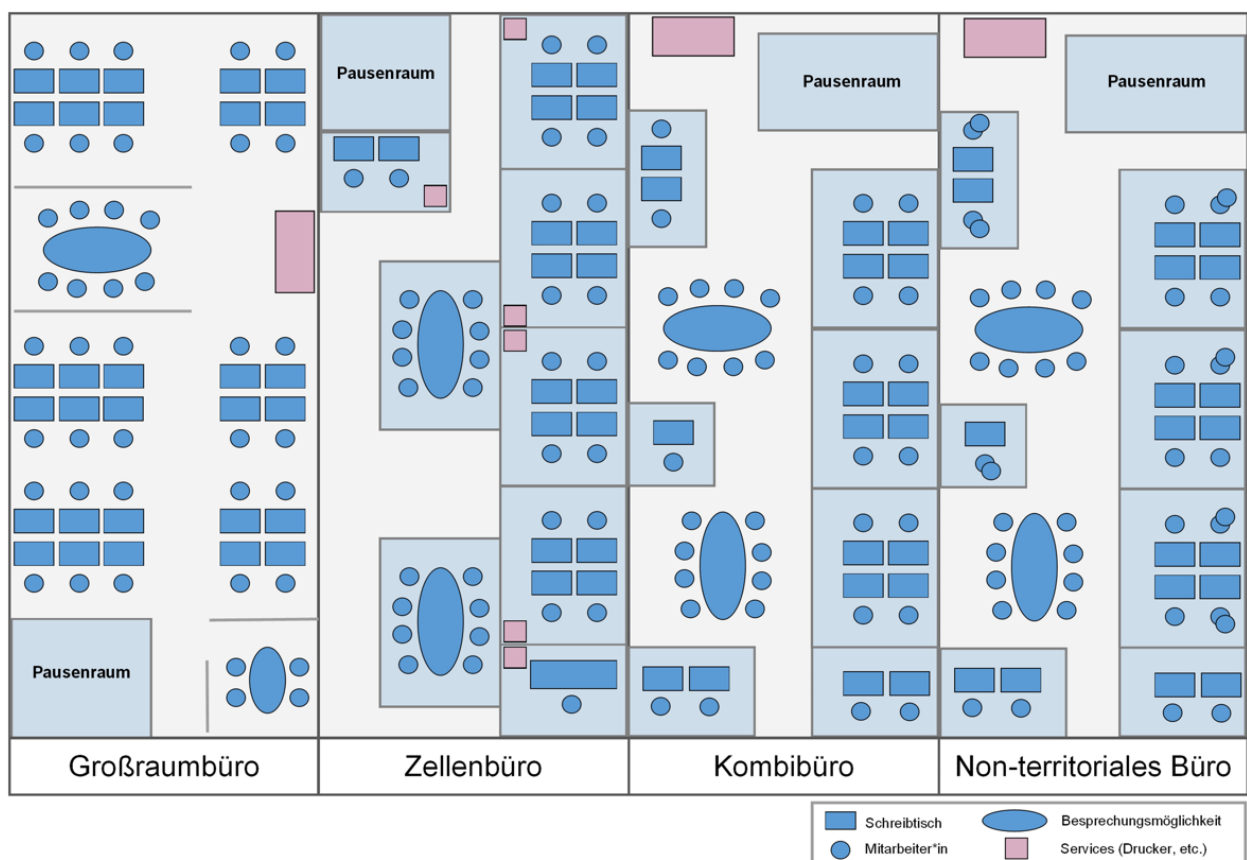 Pausenraum
Pausenraum
Pausenraum
Pausenraum
Großraumbüro
Zellenbüro
Kombibüro
Non-territoriales Büro
Schreibtisch
Besprechungsmöglichkeit
Mitarbeiter*in
Services (Drucker, etc.)